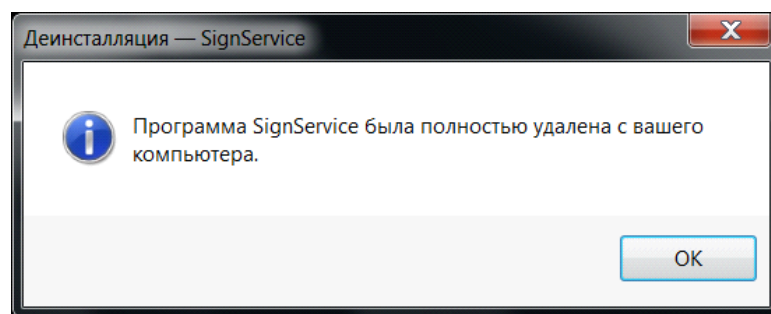 Деинсталляция — SignService
Программа SignService была полностью удалена с вашего
компьютера.
OK